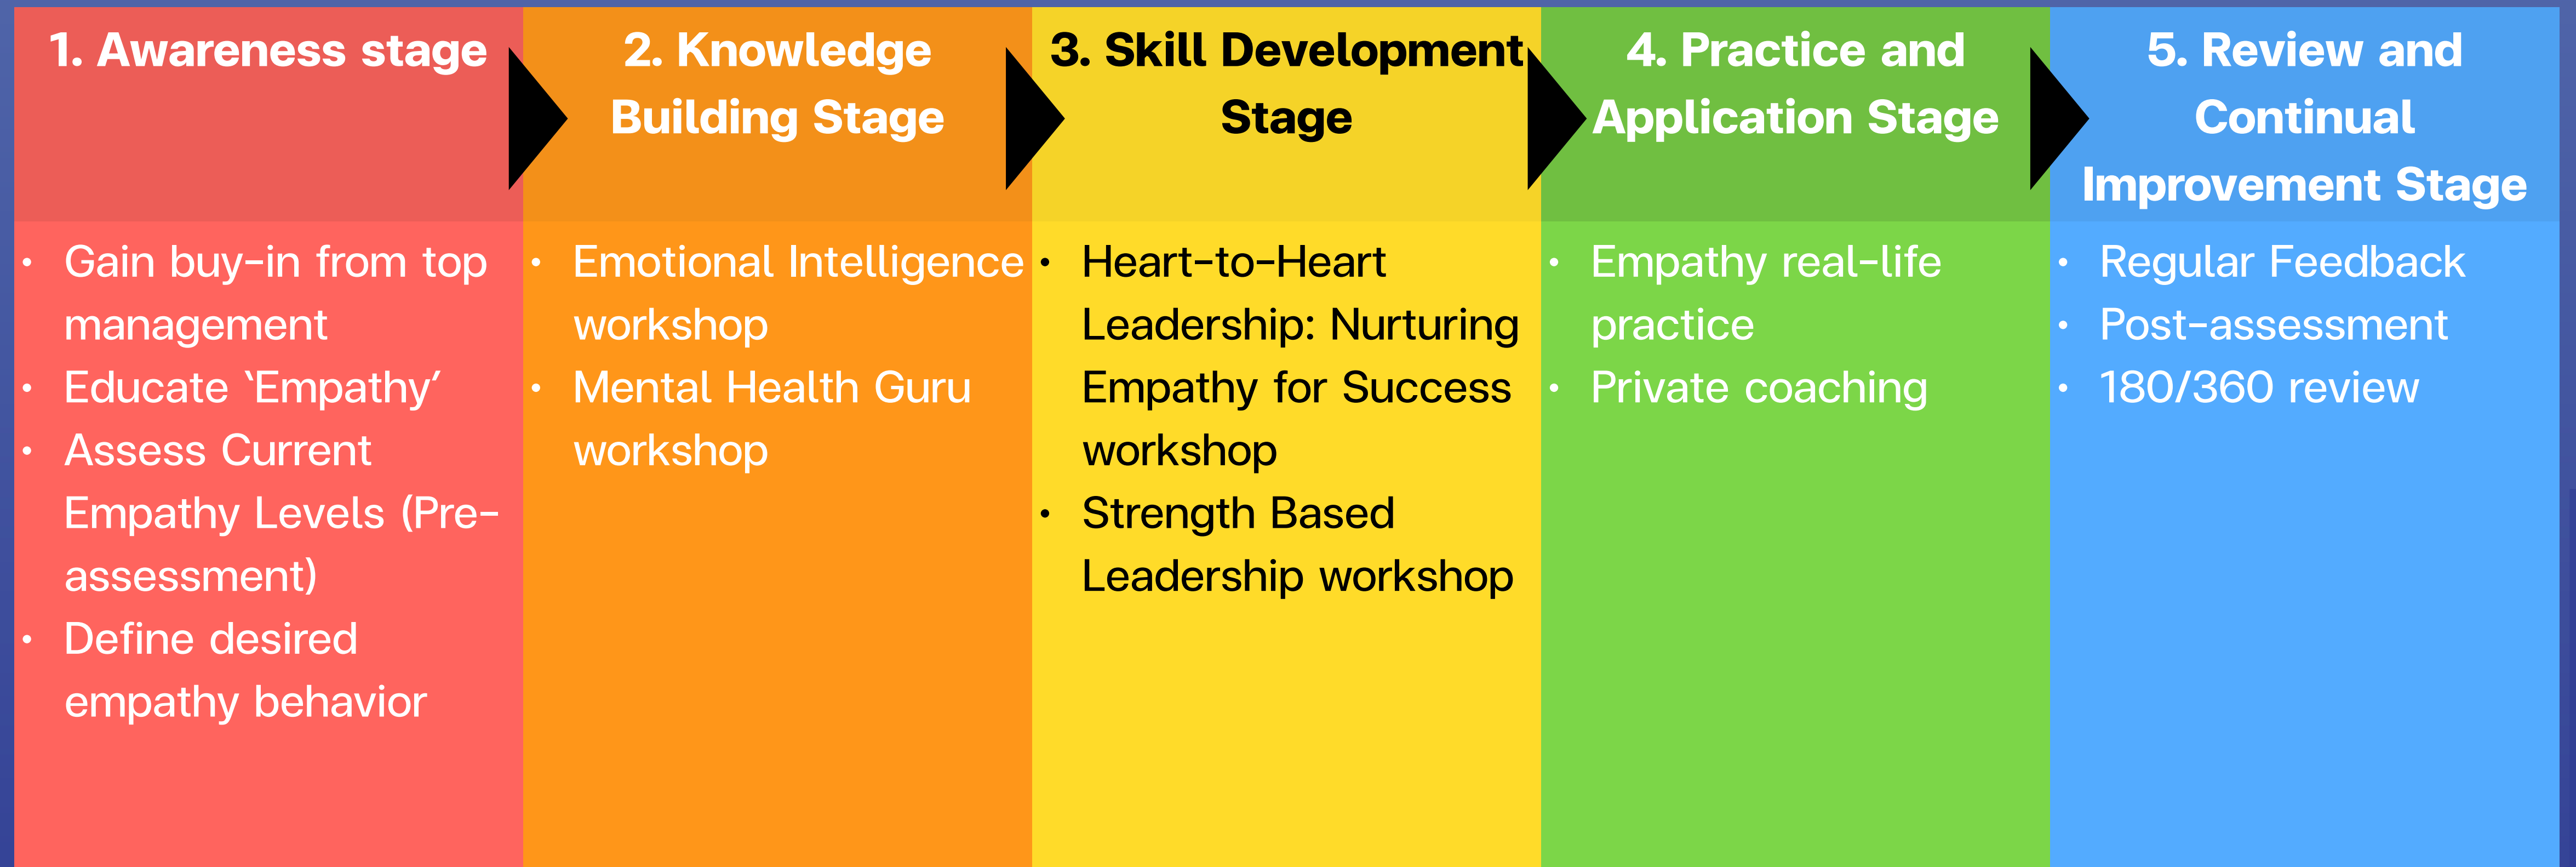 1. Awareness stage
• Gain buy-in from top
management
• Educate ‘Empathy’
• Assess Current
Empathy Levels (Pre-
assessment)
• Define desired
empathy behavior
2. Knowledge
Building Stage
• Emotional Intelligence
workshop
• Mental Health Guru
workshop
3. Skill Development
Stage
• Heart-to-Heart
Leadership: Nurturing
Empathy for Success
workshop
• Strength Based
Leadership workshop
4. Practice and
Application Stage
• Empathy real-life
practice
• Private coaching
5. Review and
Continual
Improvement Stage
• Regular Feedback
• Post-assessment
• 180/360 review